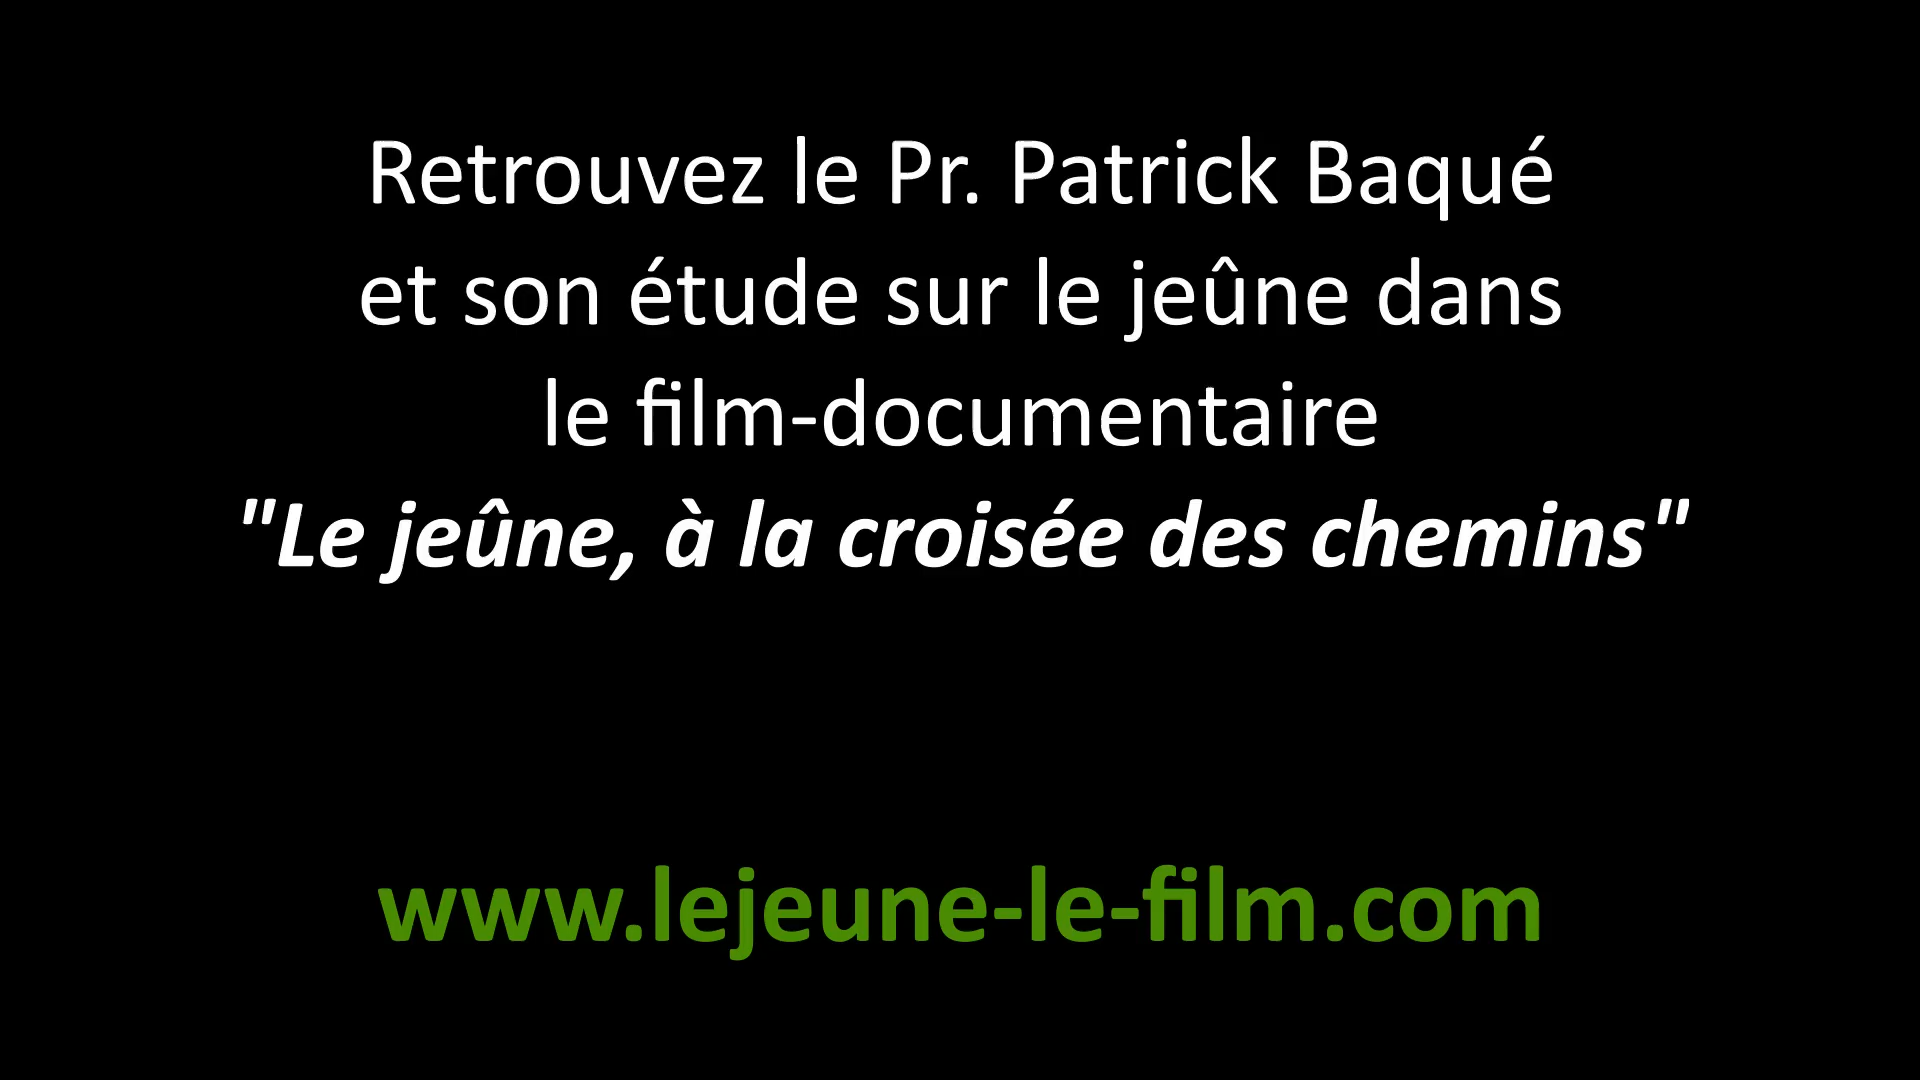 Retrouvez le Pr. Patrick Baqué
et son étude sur le jeûne dans
le film-documentaire
"Le jeûne, à la croisée des chemins"
www.lejeune-le-film.com